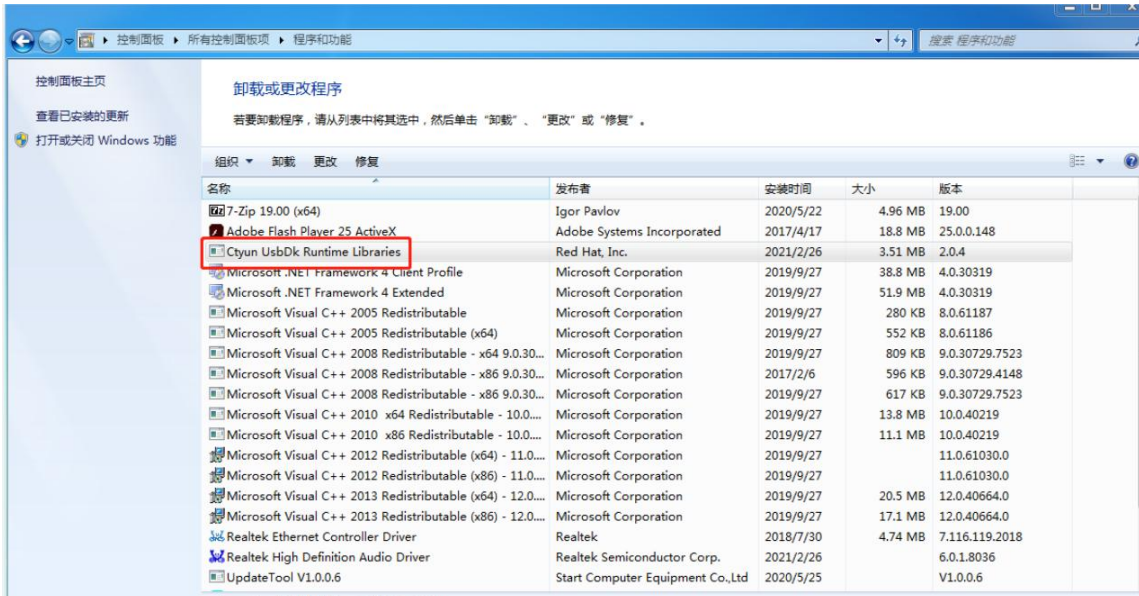 控制面板 ▸ 所有控制面板项 ▸ 程序和功能
搜索 程序和功能
控制面板主页
查看已安装的更新
打开或关闭 Windows 功能
卸载或更改程序
若要卸载程序，请从列表中将其选中，然后单击“卸载”、“更改”或“修复”。
组织 卸载 更改 修复
名称 发布者 安装时间 大小 版本
7-Zip 19.00 (x64) Igor Pavlov 2020/5/22 4.96 MB 19.00
Adobe Flash Player 25 ActiveX Adobe Systems Incorporated 2017/4/17 18.8 MB 25.0.0.148
Ctyun UsbDk Runtime Libraries Red Hat, Inc. 2021/2/26 3.51 MB 2.0.4
Microsoft .NET Framework 4 Client Profile Microsoft Corporation 2019/9/27 38.8 MB 4.0.30319
Microsoft .NET Framework 4 Extended Microsoft Corporation 2019/9/27 51.9 MB 4.0.30319
Microsoft Visual C++ 2005 Redistributable Microsoft Corporation 2019/9/27 280 KB 8.0.61187
Microsoft Visual C++ 2005 Redistributable (x64) Microsoft Corporation 2019/9/27 552 KB 8.0.61186
Microsoft Visual C++ 2008 Redistributable - x64 9.0.30... Microsoft Corporation 2019/9/27 809 KB 9.0.30729.7523
Microsoft Visual C++ 2008 Redistributable - x86 9.0.30... Microsoft Corporation 2017/2/6 596 KB 9.0.30729.4148
Microsoft Visual C++ 2008 Redistributable - x86 9.0.30... Microsoft Corporation 2019/9/27 617 KB 9.0.30729.7523
Microsoft Visual C++ 2010 x64 Redistributable - 10.0.... Microsoft Corporation 2019/9/27 13.8 MB 10.0.40219
Microsoft Visual C++ 2010 x86 Redistributable - 10.0.... Microsoft Corporation 2019/9/27 11.1 MB 10.0.40219
Microsoft Visual C++ 2012 Redistributable (x64) - 11.0.... Microsoft Corporation 2019/9/27 11.0.61030.0
Microsoft Visual C++ 2012 Redistributable (x86) - 11.0.... Microsoft Corporation 2019/9/27 11.0.61030.0
Microsoft Visual C++ 2013 Redistributable (x64) - 12.0.... Microsoft Corporation 2019/9/27 20.5 MB 12.0.40664.0
Microsoft Visual C++ 2013 Redistributable (x86) - 12.0.... Microsoft Corporation 2019/9/27 17.1 MB 12.0.40664.0
Realtek Ethernet Controller Driver Realtek 2018/7/30 4.74 MB 7.116.119.2018
Realtek High Definition Audio Driver Realtek Semiconductor Corp. 2021/2/26 6.0.1.8036
UpdateTool V1.0.0.6 Start Computer Equipment Co.,Ltd 2020/5/25 V1.0.0.6